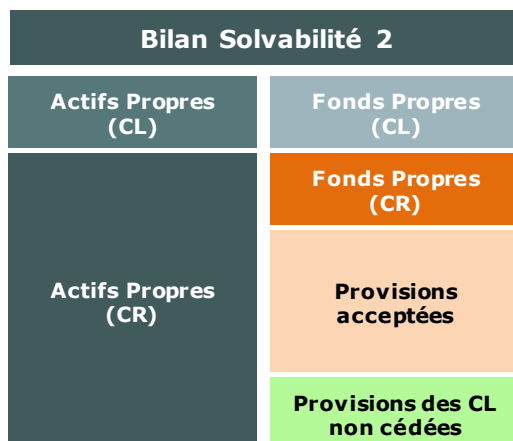 Bilan Solvabilité 2
Actifs Propres
(CL)
Fonds Propres
(CL)
Fonds Propres
(CR)
Actifs Propres
(CR)
Provisions
acceptées
Provisions des CL
non cédées